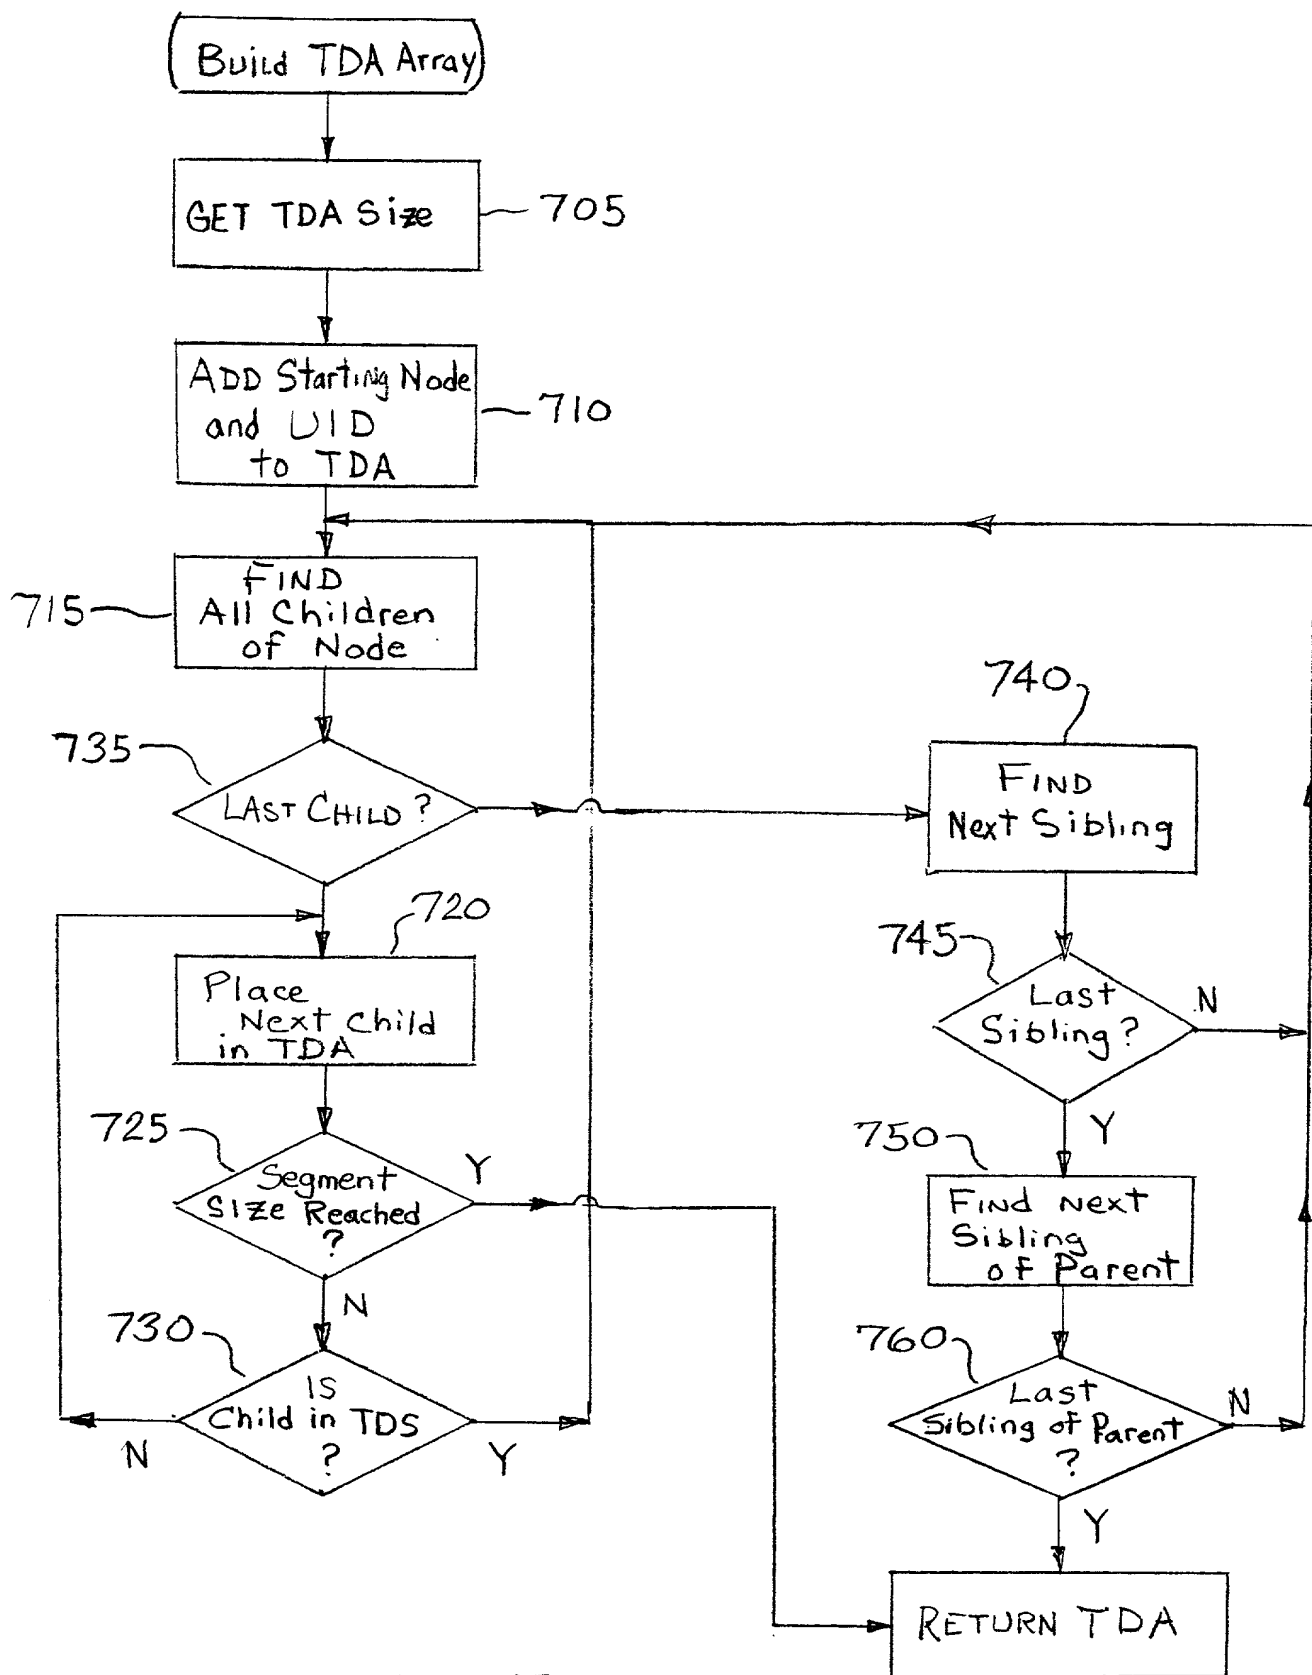 Build TDA Array
GET TDA Size
705
ADD Starting Node
and UID
to TDA
710
FIND
All Children
of Node
715
735
LAST CHILD ?
740
FIND
Next Sibling
720
Place
Next Child
in TDA
745
Last
Sibling ?
N
Y
725
Segment
Size Reached
?
Y
N
750
Find Next
Sibling
of Parent
730
Is
Child in TDS
?
N
Y
760
Last
Sibling of Parent
?
N
Y
RETURN TDA